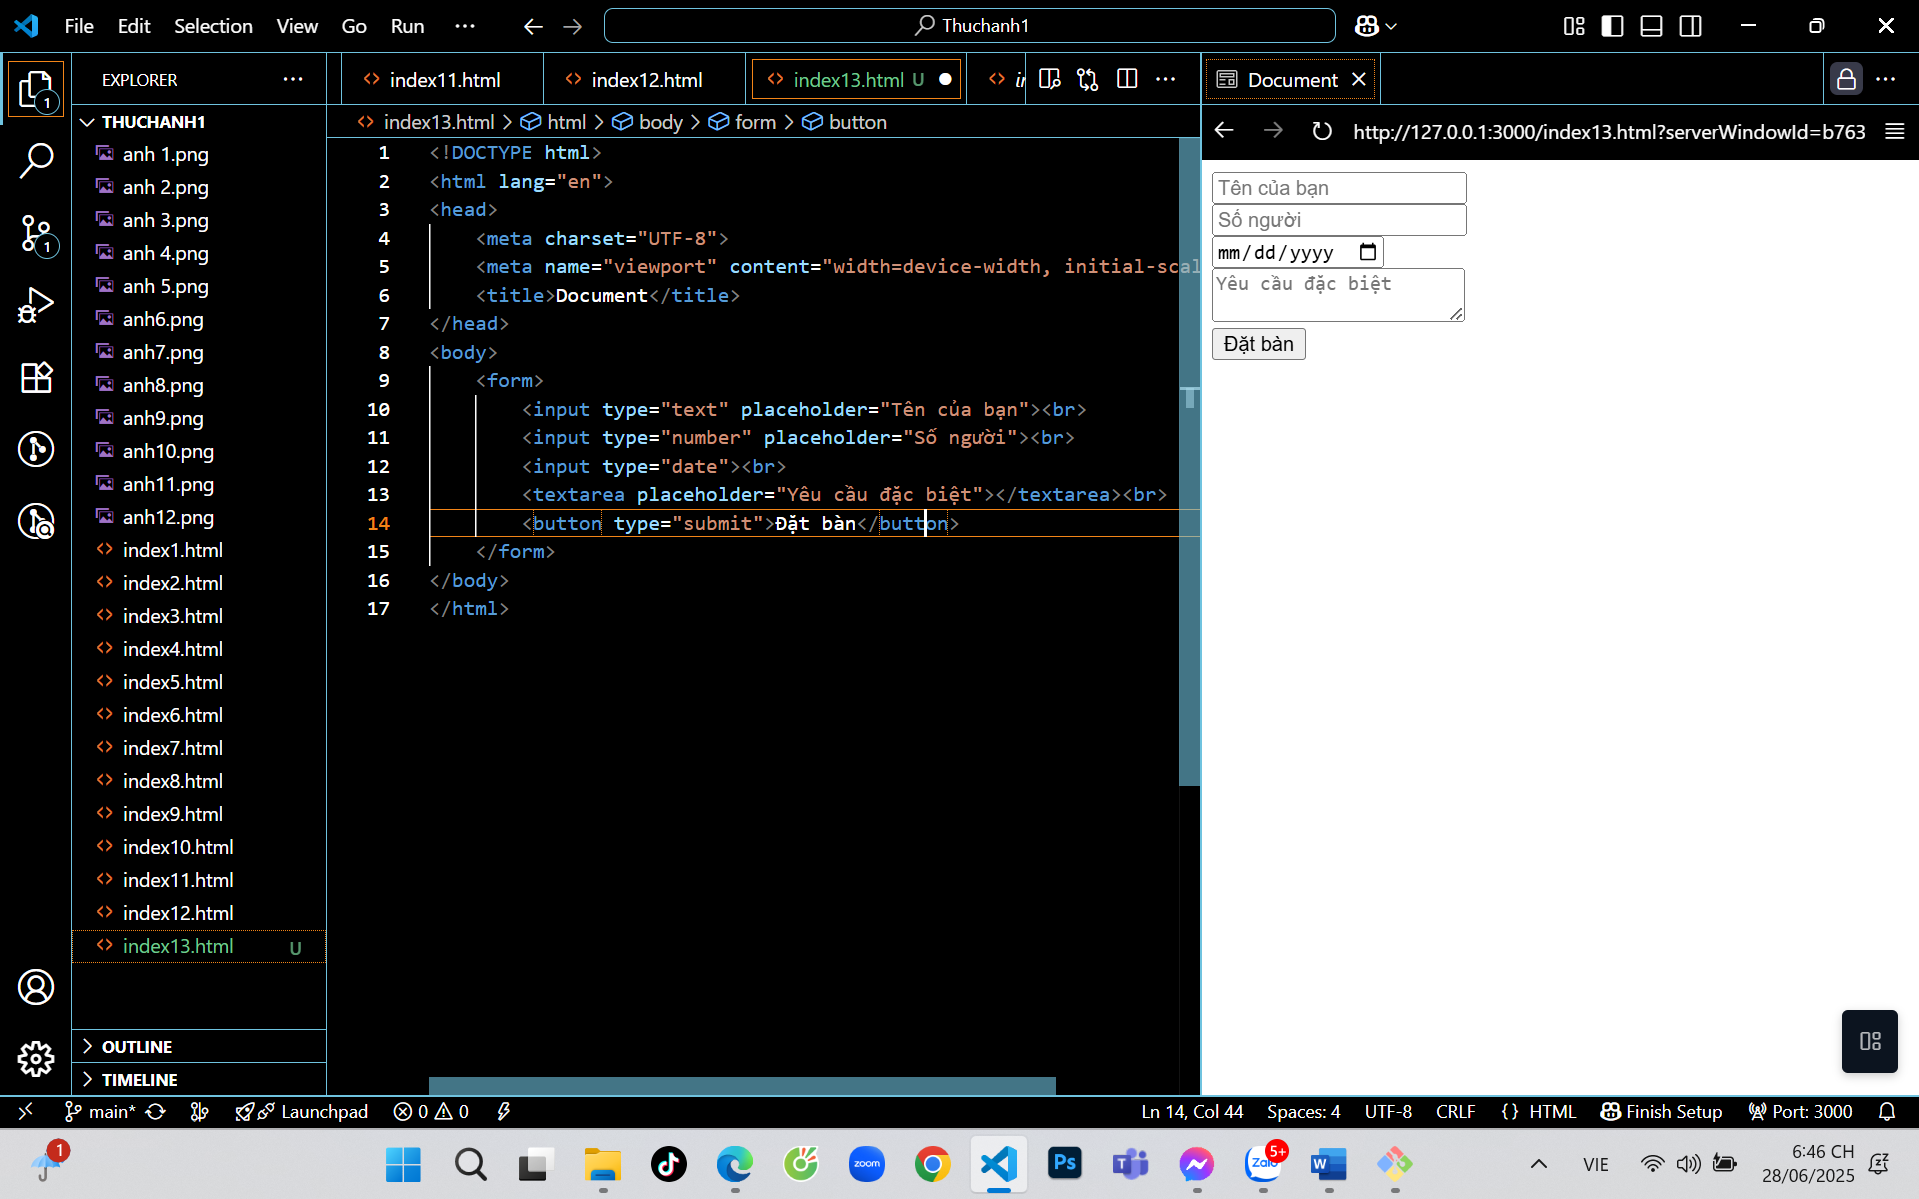 File Edit Selection View Go Run ··· Thuchanh1
EXPLORER ···
1
1
THUCHANH1
anh 1.png
anh 2.png
anh 3.png
anh 4.png
anh 5.png
anh6.png
anh7.png
anh8.png
anh9.png
anh10.png
anh11.png
anh12.png
index1.html
index2.html
index3.html
index4.html
index5.html
index6.html
index7.html
index8.html
index9.html
index10.html
index11.html
index12.html
index13.html U
OUTLINE
TIMELINE
index11.html index12.html index13.html U
index13.html > html > body > form > button
1 <!DOCTYPE html>
2 <html lang="en">
3 <head>
4 <meta charset="UTF-8">
5 <meta name="viewport" content="width=device-width, initial-scal
6 <title>Document</title>
7 </head>
8 <body>
9 <form>
10 <input type="text" placeholder="Tên của bạn"><br>
11 <input type="number" placeholder="Số người"><br>
12 <input type="date"><br>
13 <textarea placeholder="Yêu cầu đặc biệt"></textarea><br>
14 <button type="submit">Đặt bàn</button>
15 </form>
16 </body>
17 </html>
Document
http://127.0.0.1:3000/index13.html?serverWindowId=b763
Tên của bạn
Số người
mm/dd/yyyy
Yêu cầu đặc biệt
Đặt bàn
main* Launchpad 0 0 Ln 14, Col 44 Spaces: 4 UTF-8 CRLF {} HTML Finish Setup Port: 3000
1 zoom Ps Zalo 5+ W VIE 6:46 CH
28/06/2025